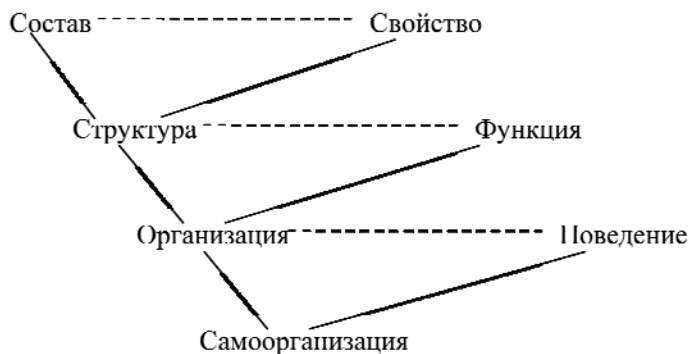 Состав Свойство
Структура Функция
Организация Поведение
Самоорганизация